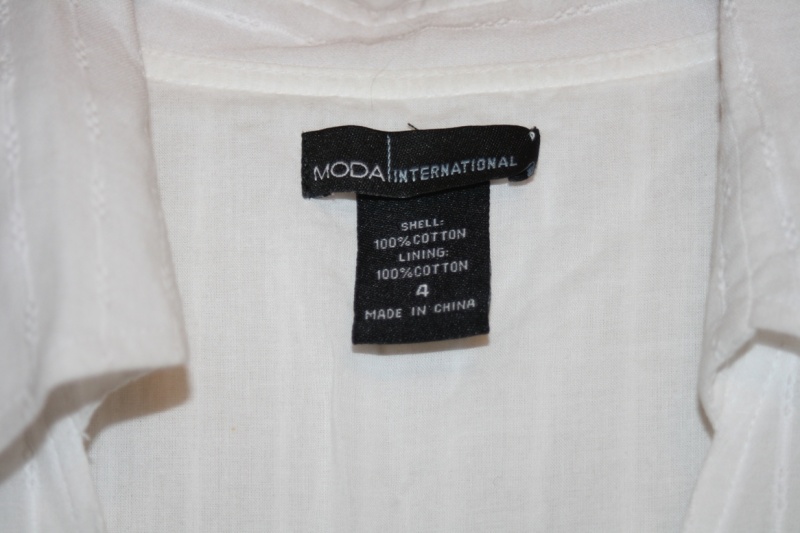 MODA INTERNATIONAL
SHELL:
100% COTTON
LINING:
100% COTTON
4
MADE IN CHINA